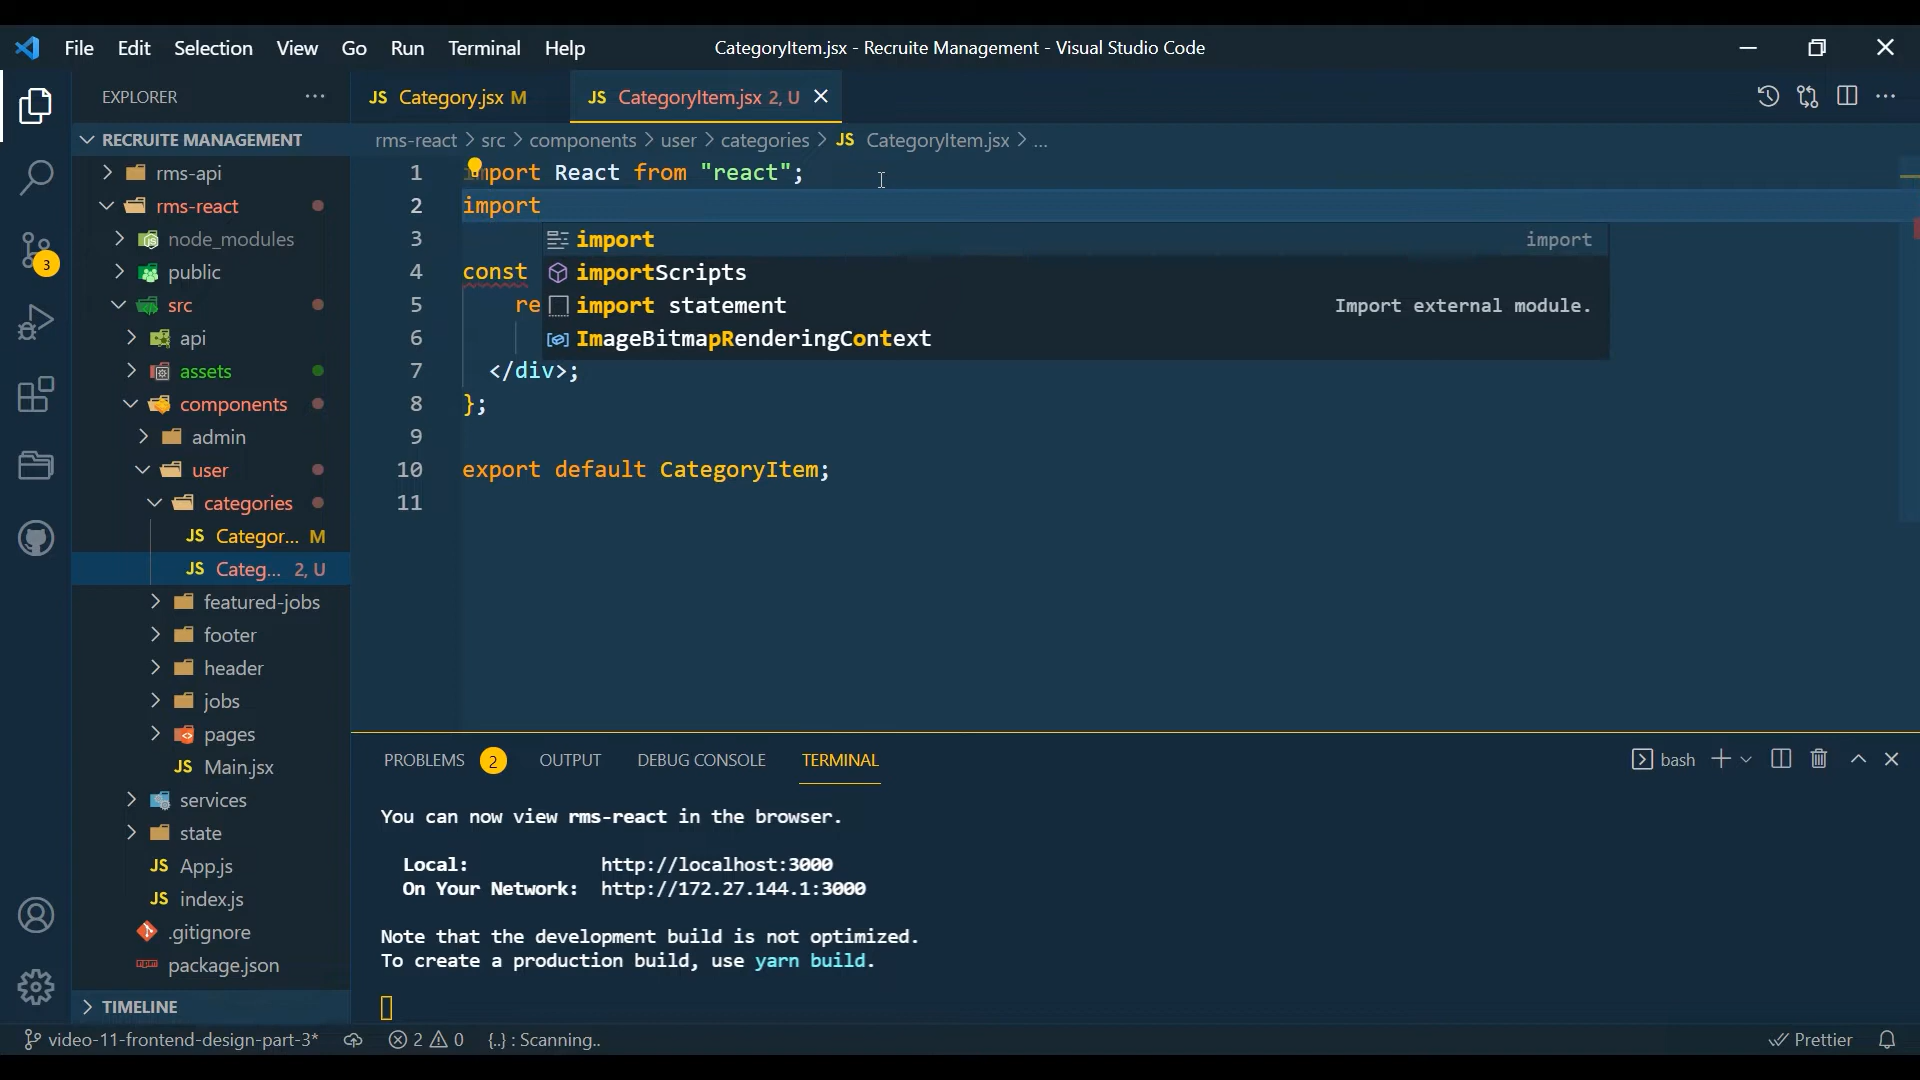 File Edit Selection View Go Run Terminal Help
CategoryItem.jsx - Recruite Management - Visual Studio Code
EXPLORER
JS Category.jsx M
JS CategoryItem.jsx 2, U
RECRUITE MANAGEMENT
rms-react > src > components > user > categories > JS CategoryItem.jsx > ...
rms-api
rms-react
node_modules
public
src
api
assets
components
admin
user
categories
JS Categor... M
JS Categ... 2, U
featured-jobs
footer
header
jobs
pages
JS Main.jsx
services
state
JS App.js
JS index.js
.gitignore
package.json
TIMELINE
3
1 import React from "react";
2 import
3
4 const
5 re
6
7 </div>;
8 };
9
10 export default CategoryItem;
11
import import
importScripts
import statement Import external module.
ImageBitmapRenderingContext
PROBLEMS 2 OUTPUT DEBUG CONSOLE TERMINAL
bash
You can now view rms-react in the browser.
Local: http://localhost:3000
On Your Network: http://172.27.144.1:3000
Note that the development build is not optimized.
To create a production build, use yarn build.
video-11-frontend-design-part-3* 2 0 {..} : Scanning.. Prettier